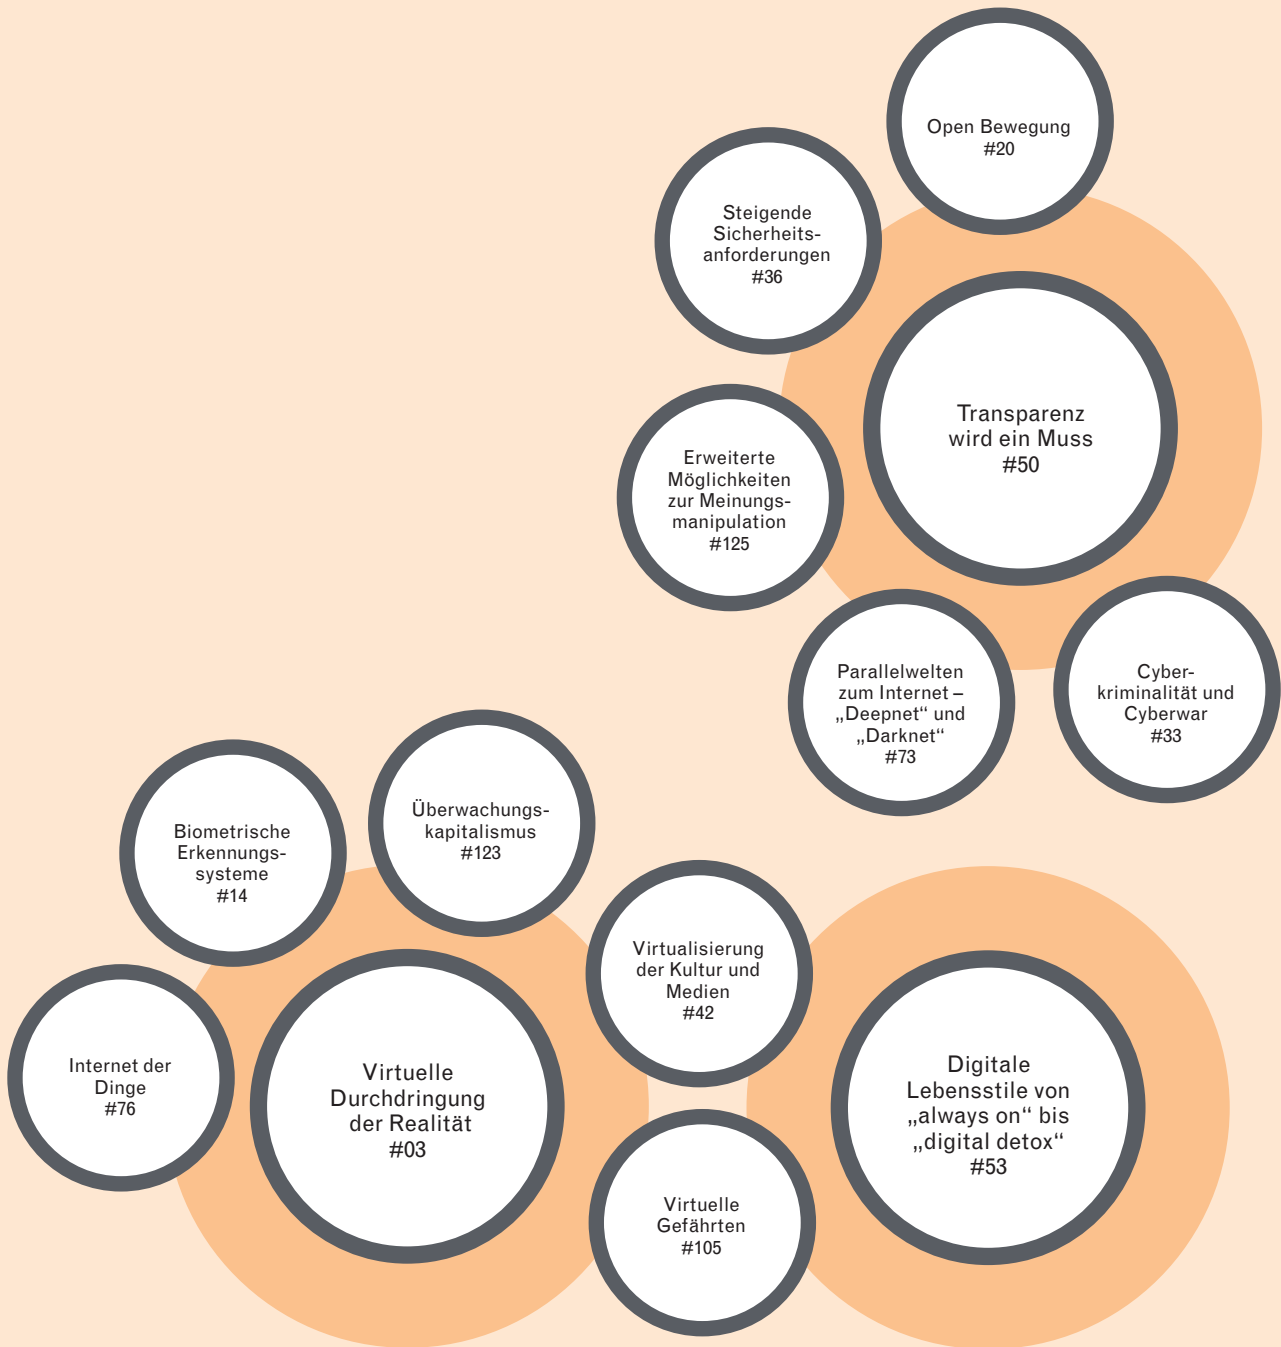 Open Bewegung
#20
Steigende
Sicherheits-
anforderungen
#36
Transparenz
wird ein Muss
#50
Erweiterte
Möglichkeiten
zur Meinungs-
manipulation
#125
Parallelwelten
zum Internet –
„Deepnet“ und
„Darknet“
#73
Cyber-
kriminalität und
Cyberwar
#33
Überwachungs-
kapitalismus
#123
Biometrische
Erkennungs-
systeme
#14
Virtualisierung
der Kultur und
Medien
#42
Internet der
Dinge
#76
Virtuelle
Durchdringung
der Realität
#03
Digitale
Lebensstile von
„always on“ bis
„digital detox“
#53
Virtuelle
Gefährten
#105